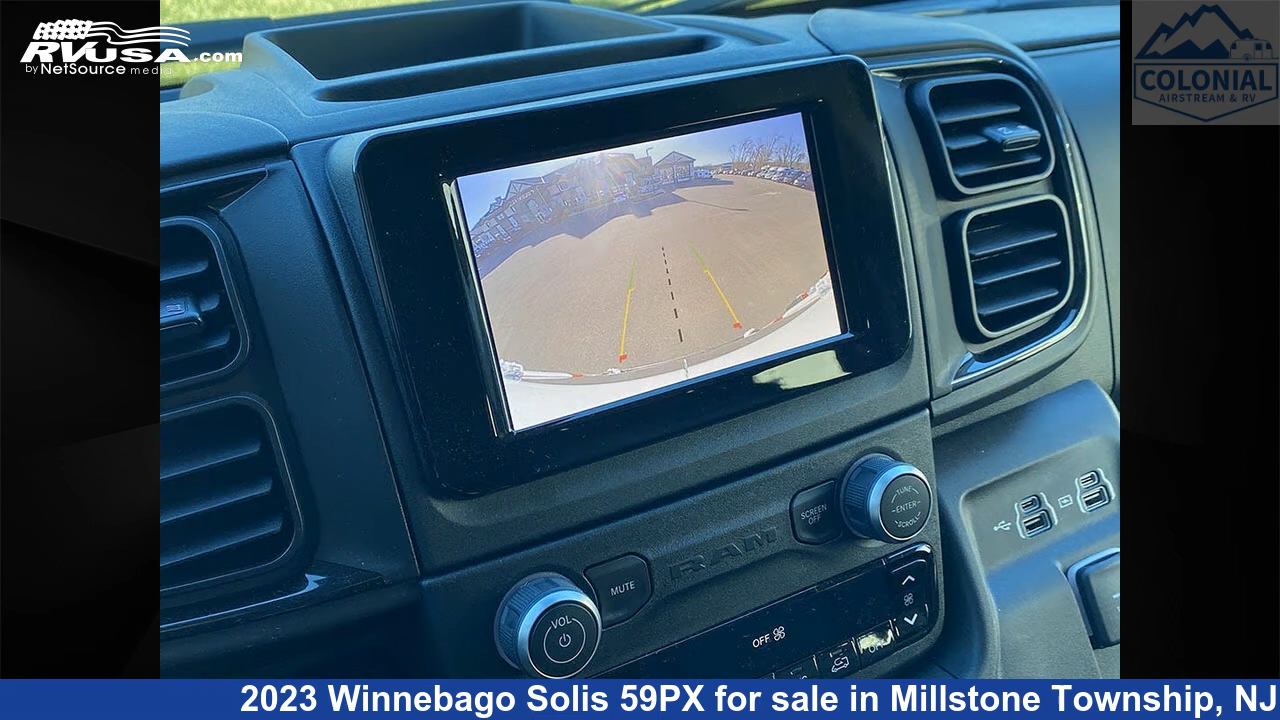 RVUSA.com
by NetSource media
COLONIAL
AIRSTREAM & RV
SCREEN
OFF
TUNE
ENTER
SCROLL
RAM
MUTE
VOL
OFF
2023 Winnebago Solis 59PX for sale in Millstone Township, NJ